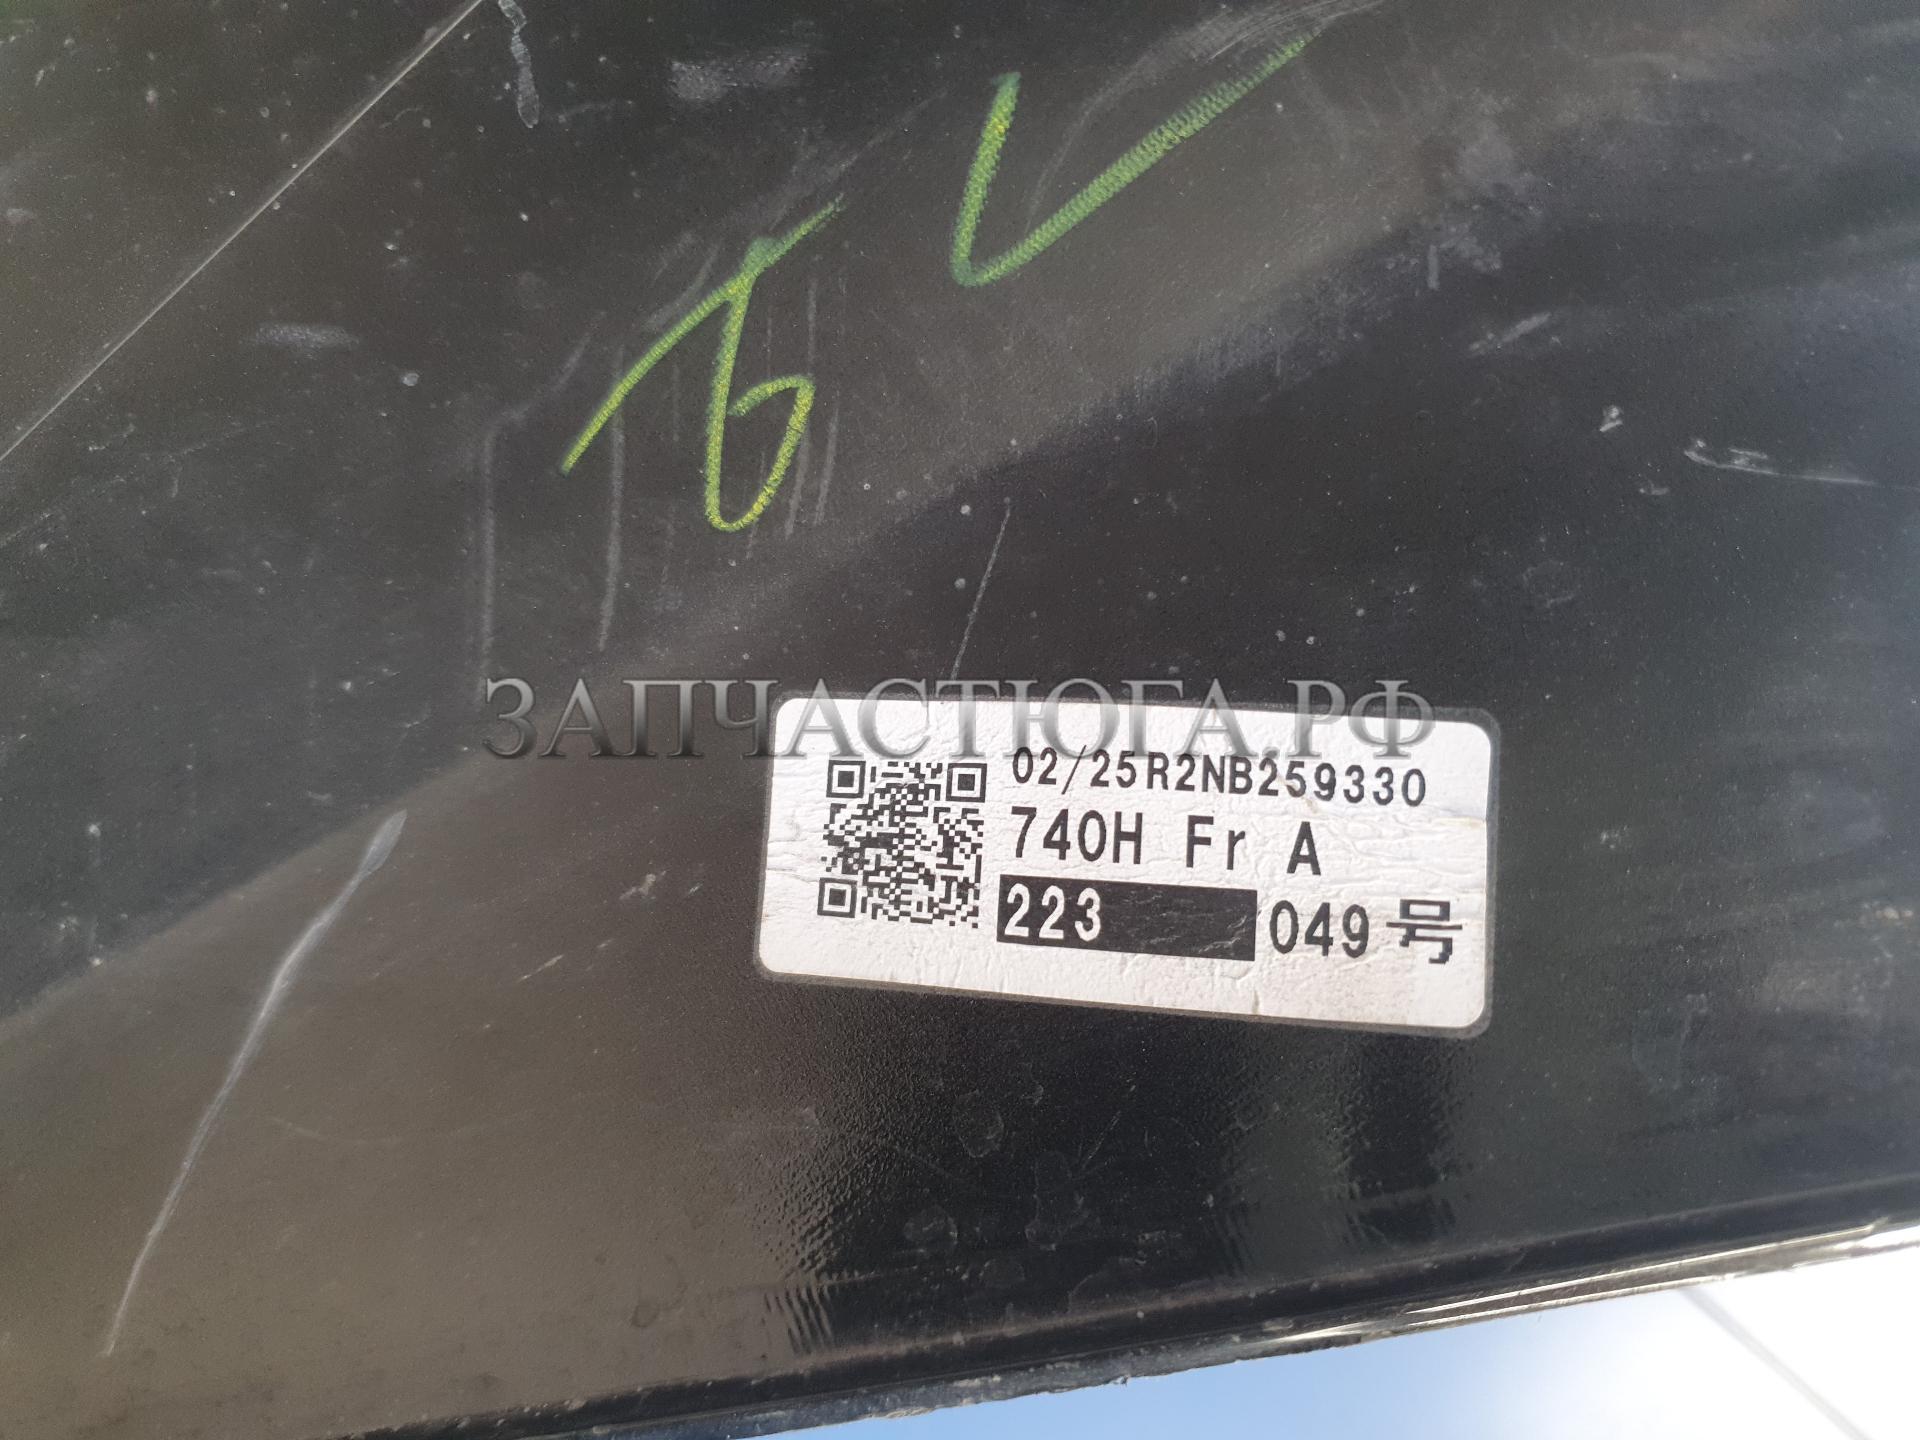 ЗАПЧАСТЮГА.РФ
02/25R2NB259330
740H Fr A
223 049号